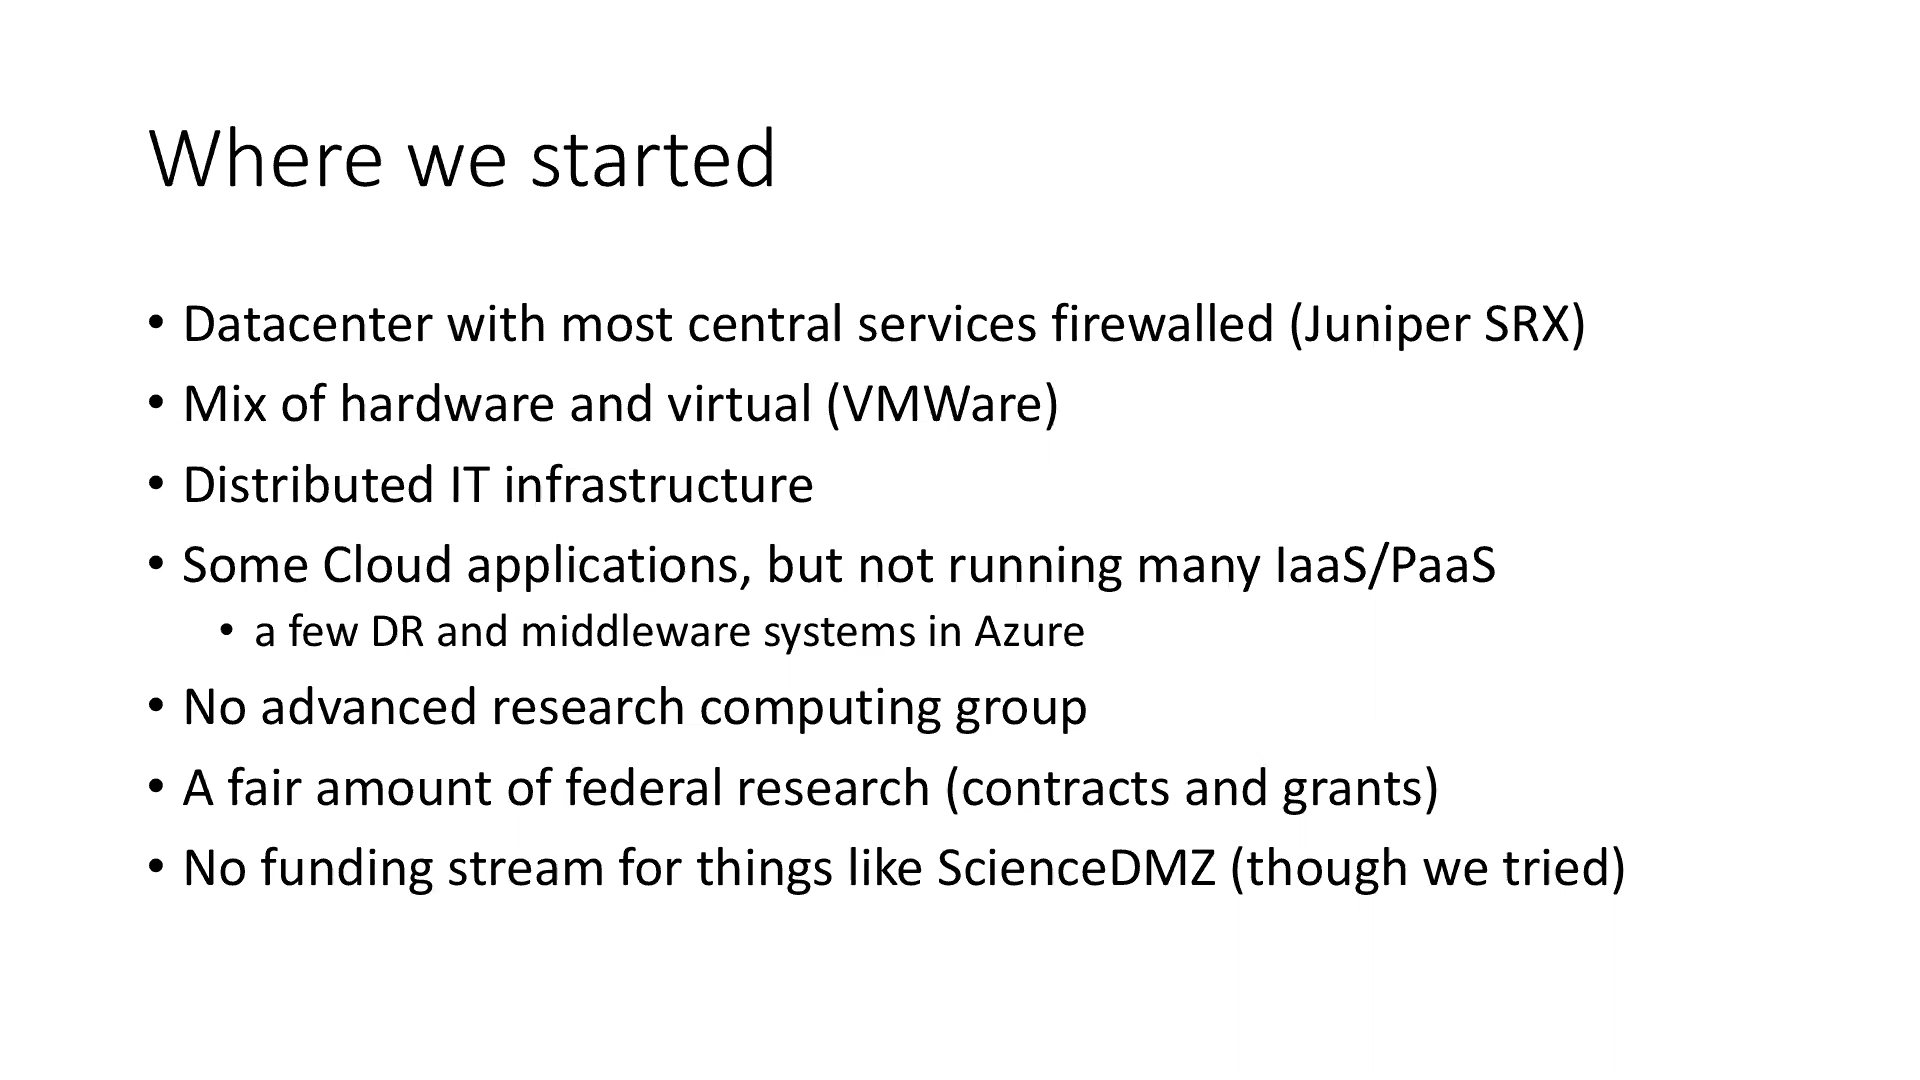 Where we started
• Datacenter with most central services firewalled (Juniper SRX)
• Mix of hardware and virtual (VMWare)
• Distributed IT infrastructure
• Some Cloud applications, but not running many IaaS/PaaS
• a few DR and middleware systems in Azure
• No advanced research computing group
• A fair amount of federal research (contracts and grants)
• No funding stream for things like ScienceDMZ (though we tried)